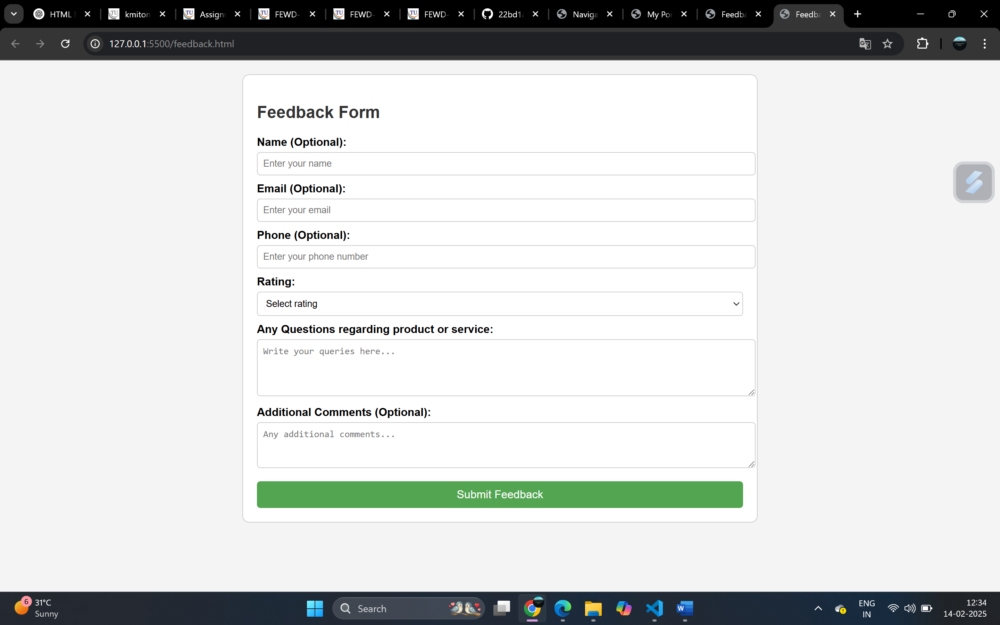 HTML
kmiton
Assign
FEWD-
FEWD-
FEWD-
22bd1a
Naviga
My Por
Feedba
Feedba
127.0.0.1:5500/feedback.html
Feedback Form
Name (Optional):
Enter your name
Email (Optional):
Enter your email
Phone (Optional):
Enter your phone number
Rating:
Select rating
Any Questions regarding product or service:
Write your queries here...
Additional Comments (Optional):
Any additional comments...
Submit Feedback
6
31°C
Sunny
Search
ENG
IN
12:34
14-02-2025